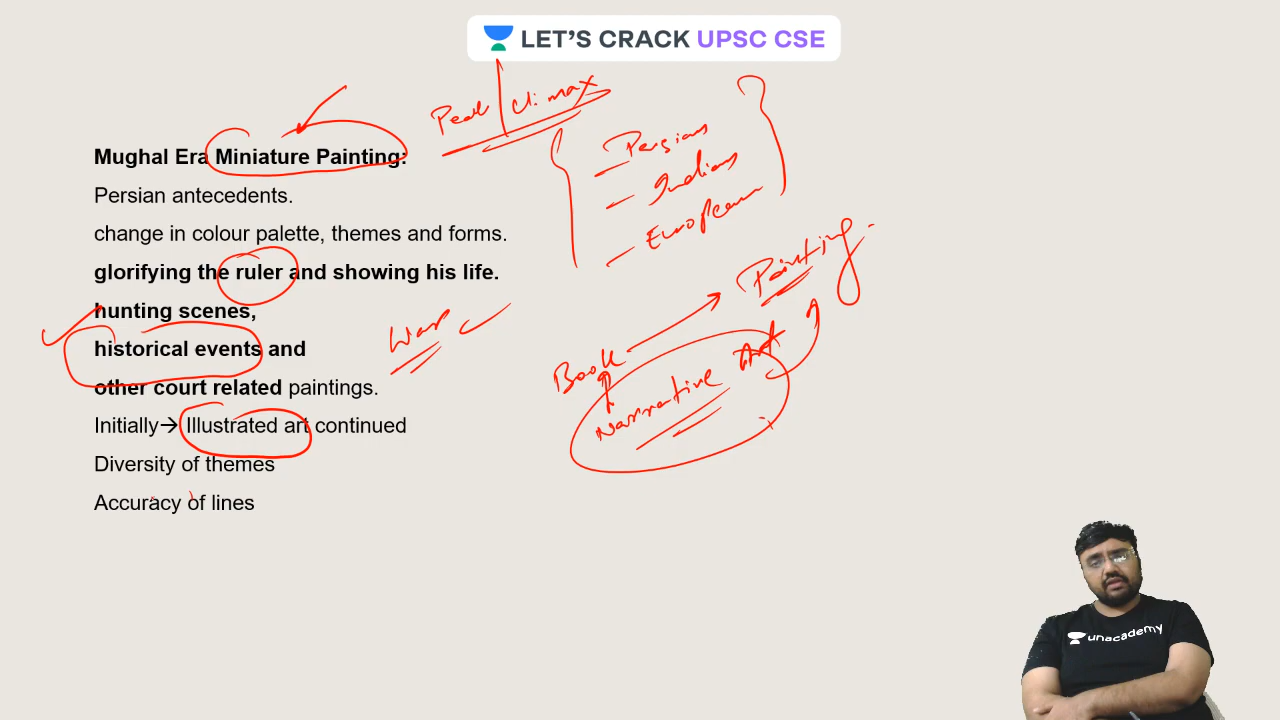 LET'S CRACK UPSC CSE
Peak Climax
Persian
Indian
European
Mughal Era Miniature Painting:
Persian antecedents.
change in colour palette, themes and forms.
glorifying the ruler and showing his life.
hunting scenes,
historical events and
other court related paintings.
Initially→ Illustrated art continued
Diversity of themes
Accuracy of lines
War
Painting.
Book
Narrative Art
unacademy